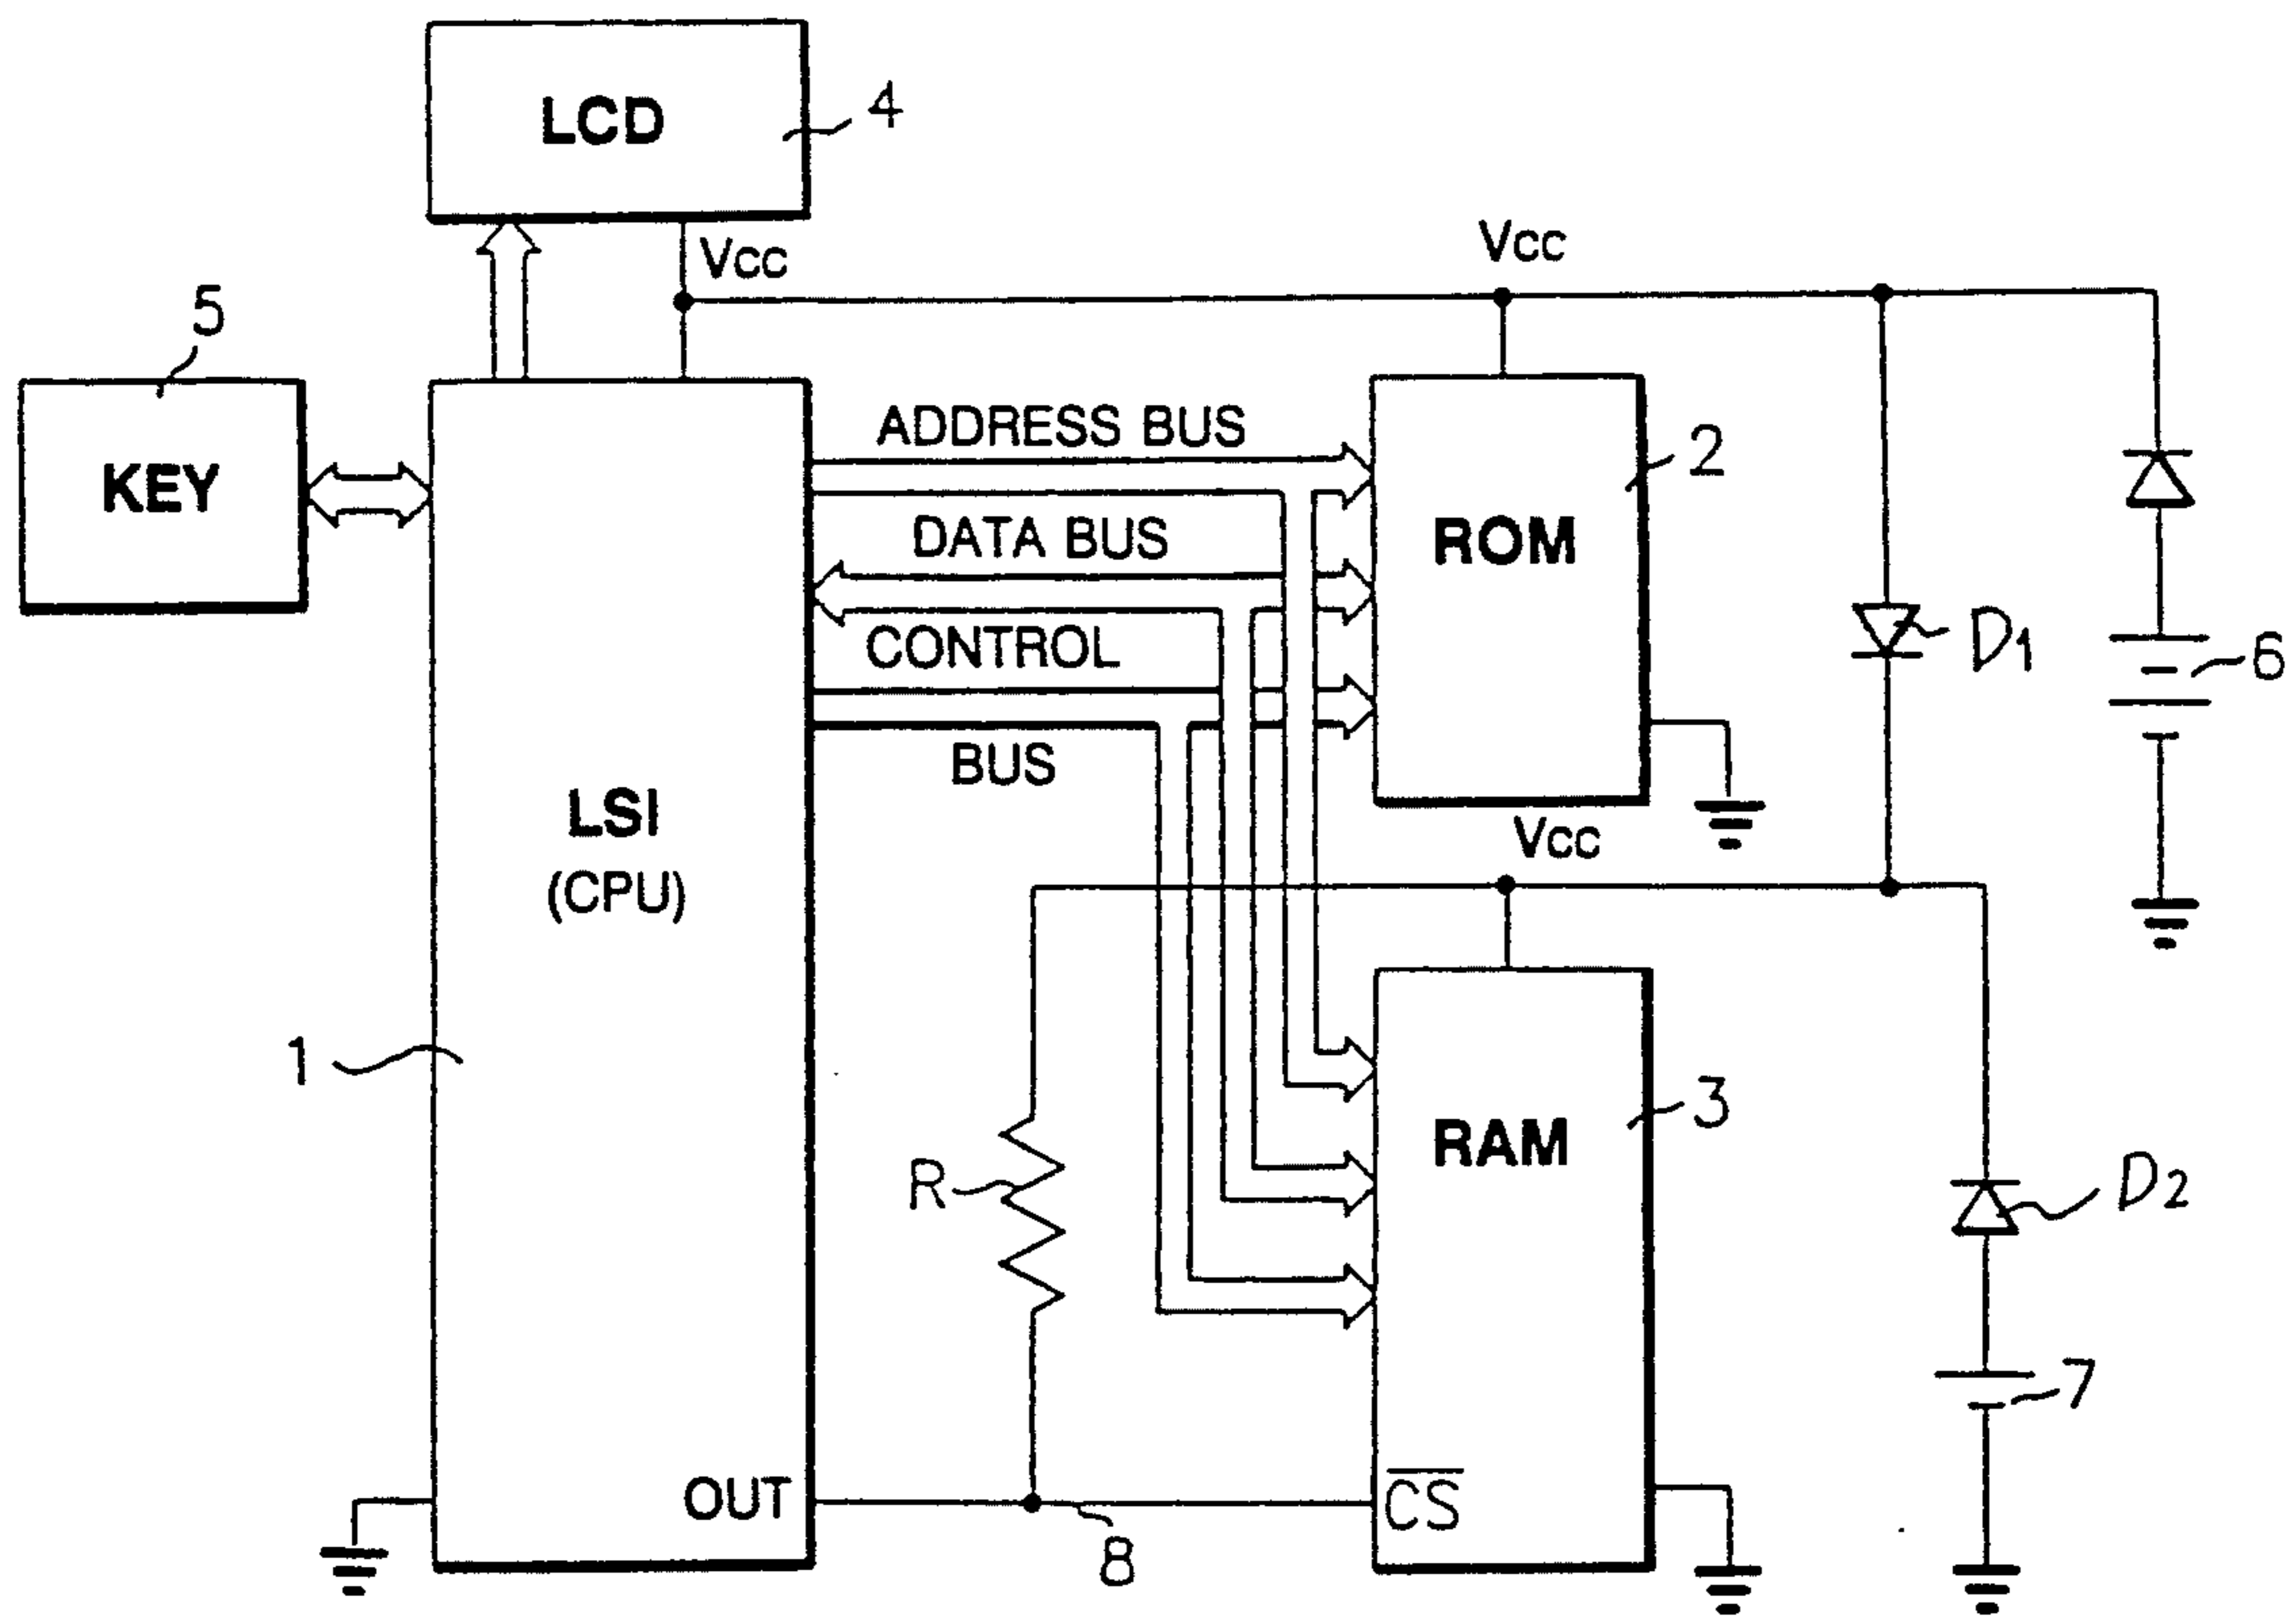 LCD
4
Vcc
Vcc
5
KEY
ADDRESS BUS
2
DATA BUS
ROM
CONTROL
D1
6
BUS
LSI
(CPU)
Vcc
1
3
RAM
R
D2
7
OUT
CS
8